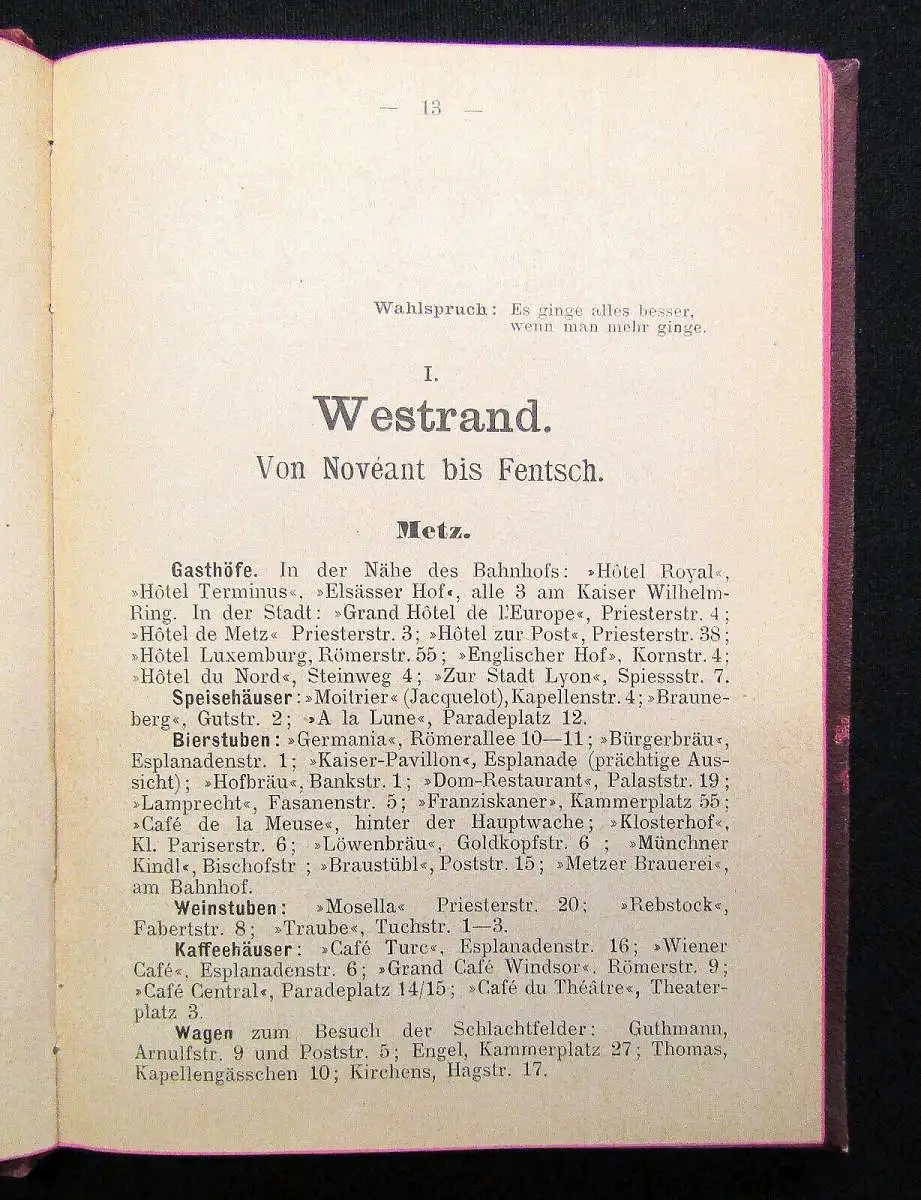 — 13 —
Wahlspruch: Es ginge alles besser,
wenn man mehr ginge.
I.
Westrand.
Von Novéant bis Fentsch.
Metz.
Gasthöfe. In der Nähe des Bahnhofs: »Hôtel Royal«,
»Hôtel Terminus«, »Elsässer Hof«, alle 3 am Kaiser Wilhelm-
Ring. In der Stadt: »Grand Hôtel de l'Europe«, Priesterstr. 4;
»Hôtel de Metz« Priesterstr. 3; »Hôtel zur Post«, Priesterstr. 38;
»Hôtel Luxemburg, Römerstr. 55; »Englischer Hof», Kornstr. 4;
»Hôtel du Nord«, Steinweg 4; »Zur Stadt Lyon«, Spiessstr. 7.
Speisehäuser: »Moitrier« (Jacquelot), Kapellenstr. 4; »Braune-
berg«, Gutstr. 2; »A la Lune«, Paradeplatz 12.
Bierstuben: »Germania«, Römerallee 10—11; »Bürgerbräu«,
Esplanadenstr. 1; »Kaiser-Pavillon«, Esplanade (prächtige Aus-
sicht); »Hofbräu«, Bankstr. 1; »Dom-Restaurant«, Palaststr. 19;
»Lamprecht«, Fasanenstr. 5; »Franziskaner», Kammerplatz 55;
»Café de la Meuse«, hinter der Hauptwache; »Klosterhof«,
Kl. Pariserstr. 6; »Löwenbräu«, Goldkopfstr. 6 ; »Münchner
Kindl«, Bischofstr ; »Braustübl«, Poststr. 15; »Metzer Brauerei«,
am Bahnhof.
Weinstuben: »Mosella« Priesterstr. 20; »Rebstock«,
Fabertstr. 8; »Traube«, Tuchstr. 1—3.
Kaffeehäuser: »Café Turc«, Esplanadenstr. 16; »Wiener
Café«, Esplanadenstr. 6; »Grand Café Windsor«, Römerstr. 9;
»Café Central«, Paradeplatz 14/15; »Café du Théâtre«, Theater-
platz 3.
Wagen zum Besuch der Schlachtfelder: Guthmann,
Arnulfstr. 9 und Poststr. 5; Engel, Kammerplatz 27; Thomas,
Kapellengässchen 10; Kirchens, Hagstr. 17.